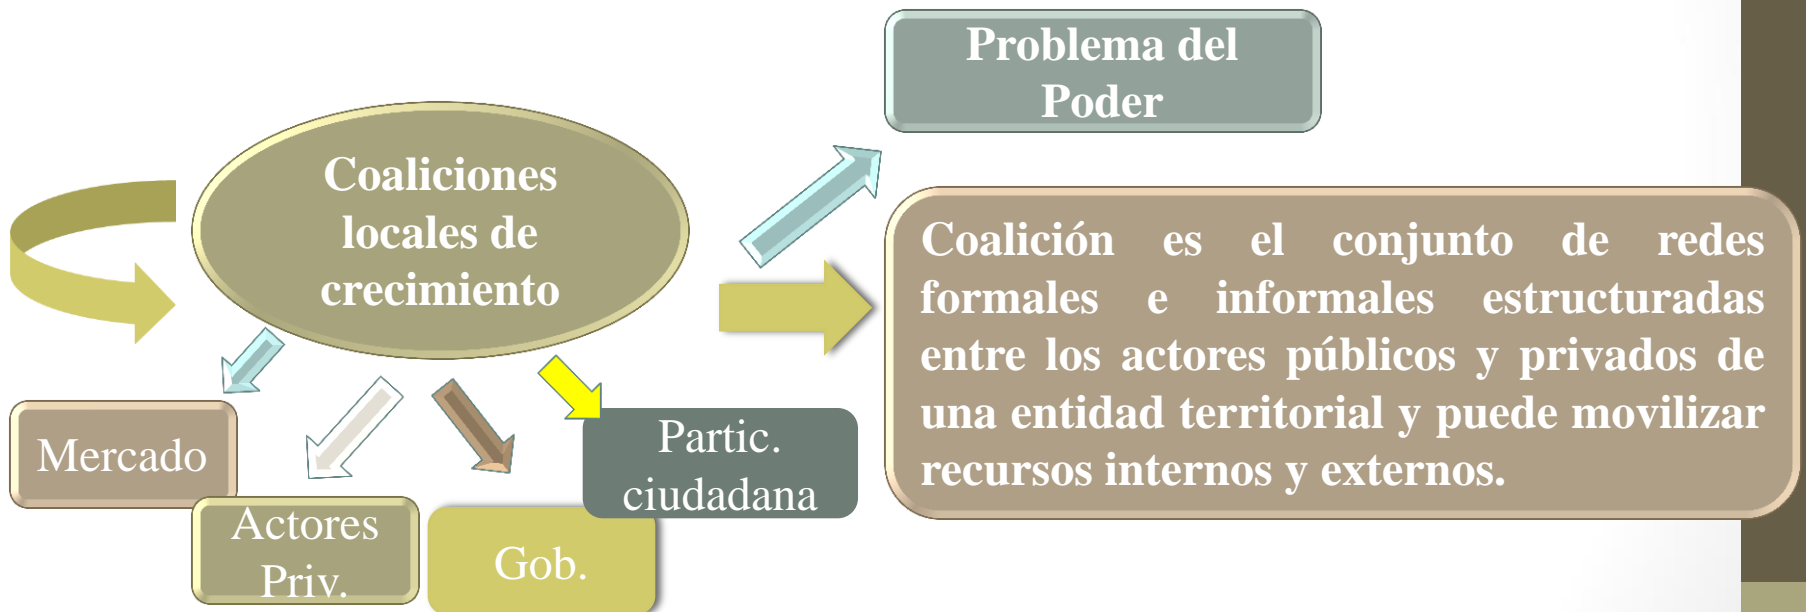 Problema del
Poder
Coaliciones
locales de
crecimiento
Coalición es el conjunto de redes
formales e informales estructuradas
entre los actores públicos y privados de
una entidad territorial y puede movilizar
recursos internos y externos.
Mercado
Actores
Priv.
Gob.
Partic.
ciudadana